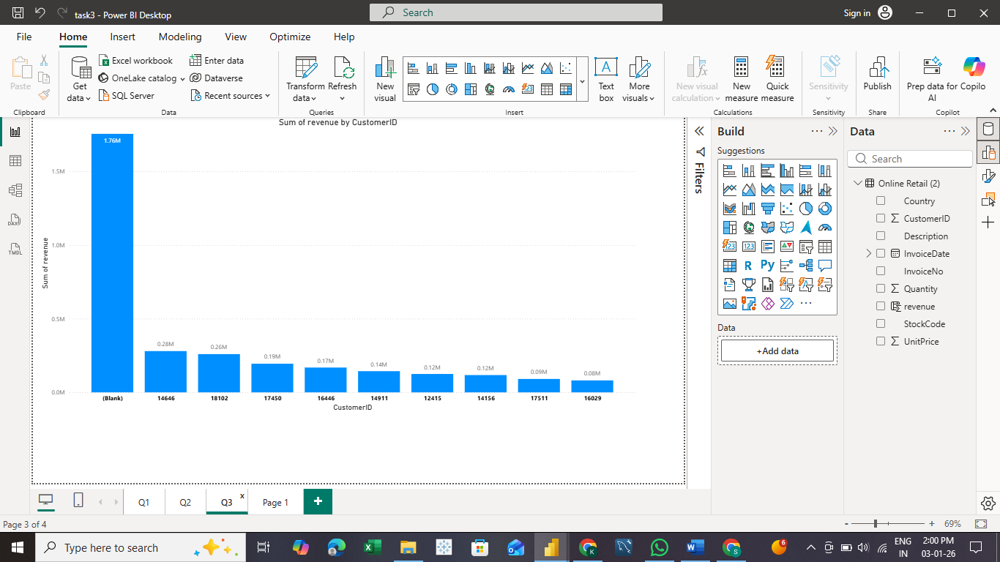 task3 - Power BI Desktop
Search
Sign in
File Home Insert Modeling View Optimize Help
Paste
Clipboard
Get data
Excel workbook
OneLake catalog
SQL Server
Enter data
Dataverse
Recent sources
Data
Transform data
Refresh
Queries
New visual
Text box
More visuals
Insert
New visual calculation
New measure
Quick measure
Calculations
Sensitivity
Sensitivity
Publish
Share
Prep data for AI
Copilo
Copilot
Sum of revenue by CustomerID
Sum of revenue
1.5M
1.0M
0.5M
0.0M
1.76M
0.28M
0.26M
0.19M
0.17M
0.14M
0.12M
0.12M
0.09M
0.08M
(Blank) 14646 18102 17450 16446 14911 12415 14156 17511 16029
CustomerID
Filters
Build
Suggestions
123
123
R
Py
Data
+Add data
Data
Search
Online Retail (2)
Country
CustomerID
Description
InvoiceDate
InvoiceNo
Quantity
revenue
StockCode
UnitPrice
DAX
TMDL
Q1 Q2 Q3 x Page 1 +
Page 3 of 4
- + 69%
Type here to search
K
S
6
ENG
IN
2:00 PM
03-01-26